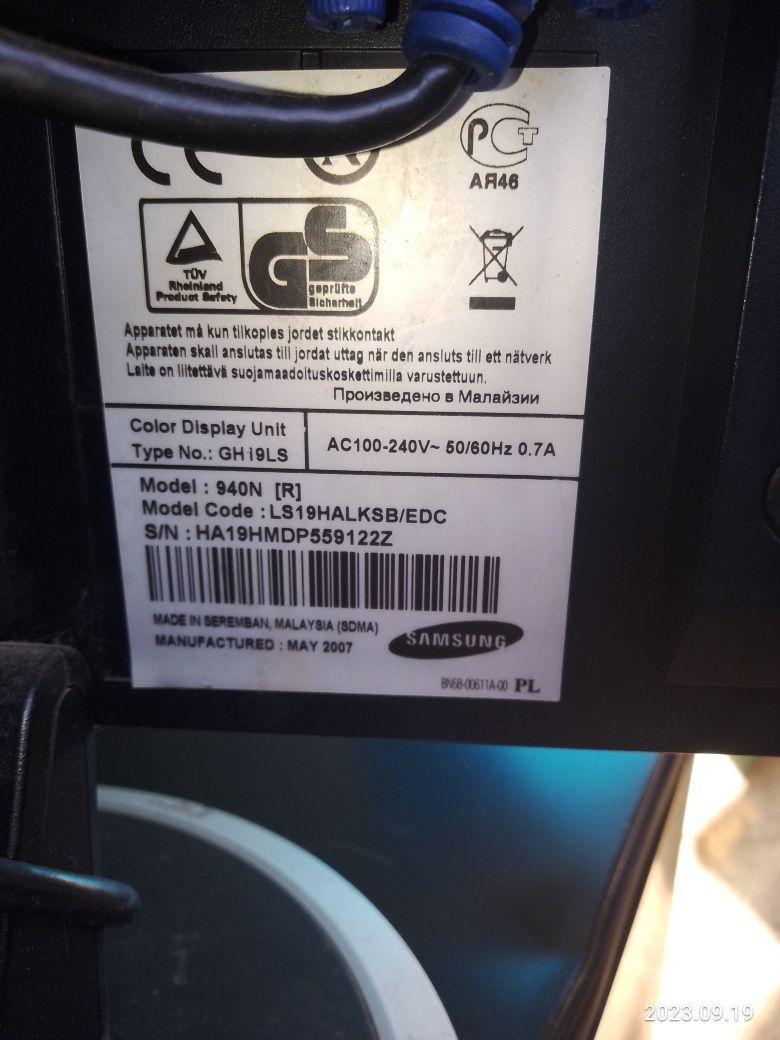 PCT
АЯ46
TÜV
Rheinland
Product Safety
GS
geprüfte
Sicherheit
Apparatet må kun tilkoples jordet stikkontakt
Apparaten skall anslutas till jordat uttag när den ansluts till ett nätverk
Laite on liitettävä suojamaadoituskoskettimilla varustettuun.
Произведено в Малайзии
Color Display Unit
Type No.: GH19LS
AC100-240V~ 50/60Hz 0.7A
Model : 940N [R]
Model Code : LS19HALKSB/EDC
S/N : HA19HMDP559122Z
MADE IN SEREMBAN, MALAYSIA (SDMA)
MANUFACTURED : MAY 2007
SAMSUNG
BN68-00611A-00 PL
2023.09.19